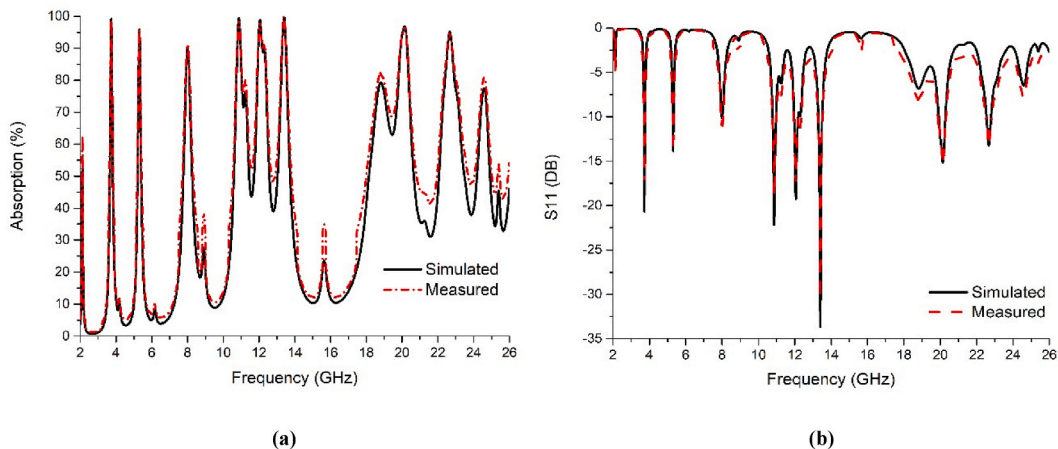 100
90
80
70
60
50
40
30
20
10
0
Absorption (%)
Simulated
Measured
2 4 6 8 10 12 14 16 18 20 22 24 26
Frequency (GHz)
(a)
0
-5
-10
-15
-20
-25
-30
-35
S11 (DB)
Simulated
Measured
2 4 6 8 10 12 14 16 18 20 22 24 26
Frequency (GHz)
(b)